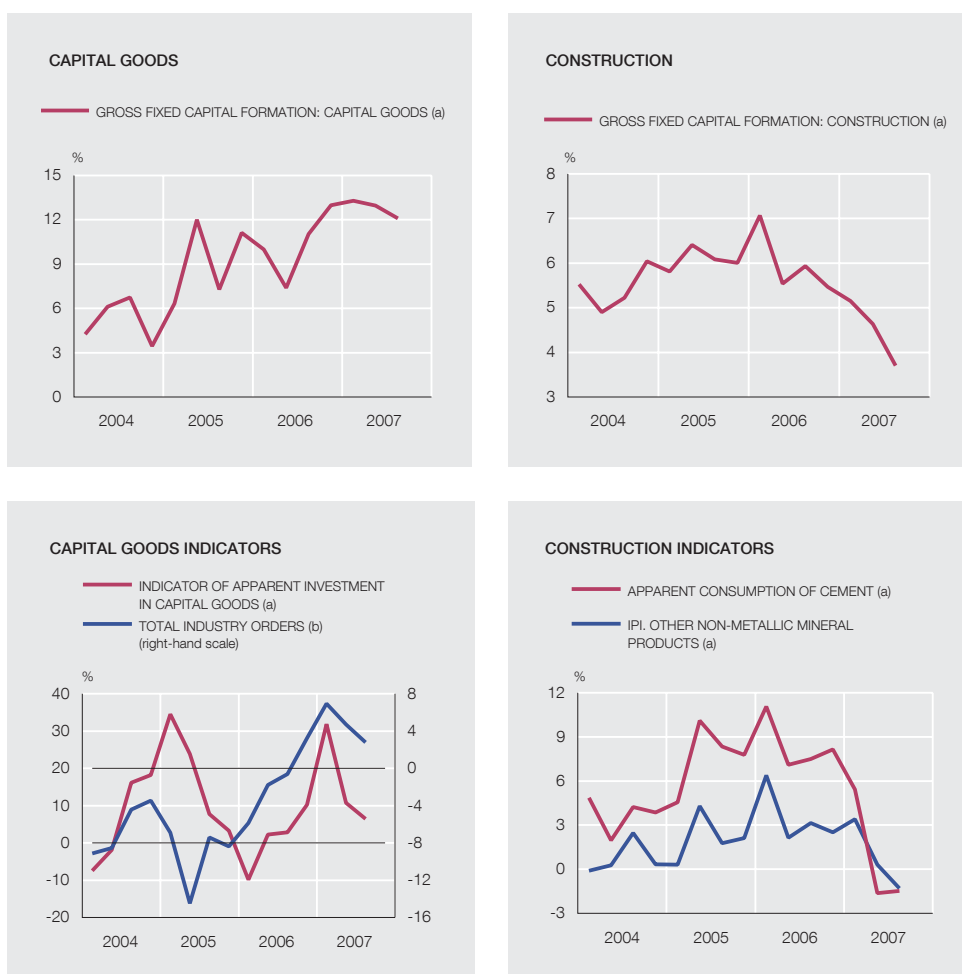 CAPITAL GOODS
GROSS FIXED CAPITAL FORMATION: CAPITAL GOODS (a)
%
15
12
9
6
3
0
2004 2005 2006 2007
CONSTRUCTION
GROSS FIXED CAPITAL FORMATION: CONSTRUCTION (a)
%
8
7
6
5
4
3
2004 2005 2006 2007
CAPITAL GOODS INDICATORS
INDICATOR OF APPARENT INVESTMENT
IN CAPITAL GOODS (a)
TOTAL INDUSTRY ORDERS (b)
(right-hand scale)
%
40 8
30 4
20 0
10 -4
0 -8
-10 -12
-20 -16
2004 2005 2006 2007
CONSTRUCTION INDICATORS
APPARENT CONSUMPTION OF CEMENT (a)
IPI. OTHER NON-METALLIC MINERAL
PRODUCTS (a)
%
12
9
6
3
0
-3
2004 2005 2006 2007